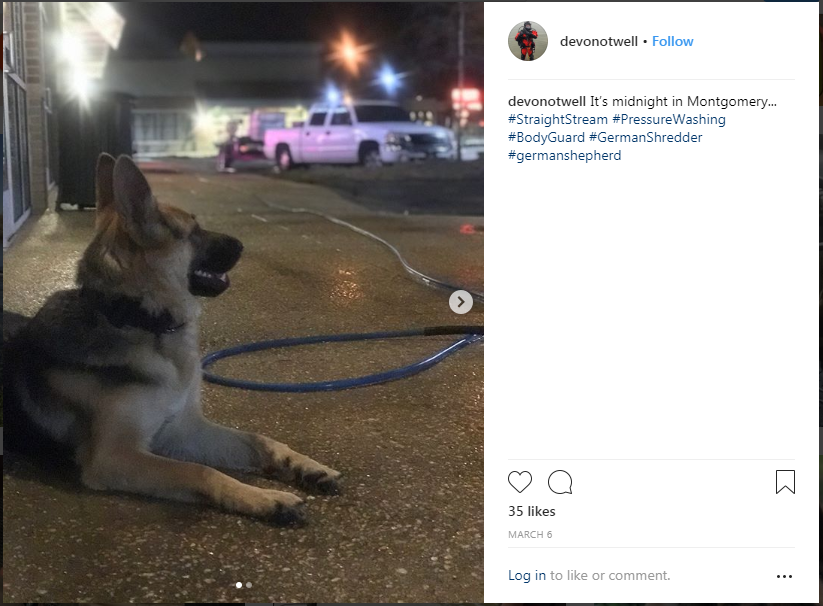 devonotwell • Follow
devonotwell It's midnight in Montgomery...
#StraightStream #PressureWashing
#BodyGuard #GermanShredder
#germanshepherd
35 likes
MARCH 6
Log in to like or comment.